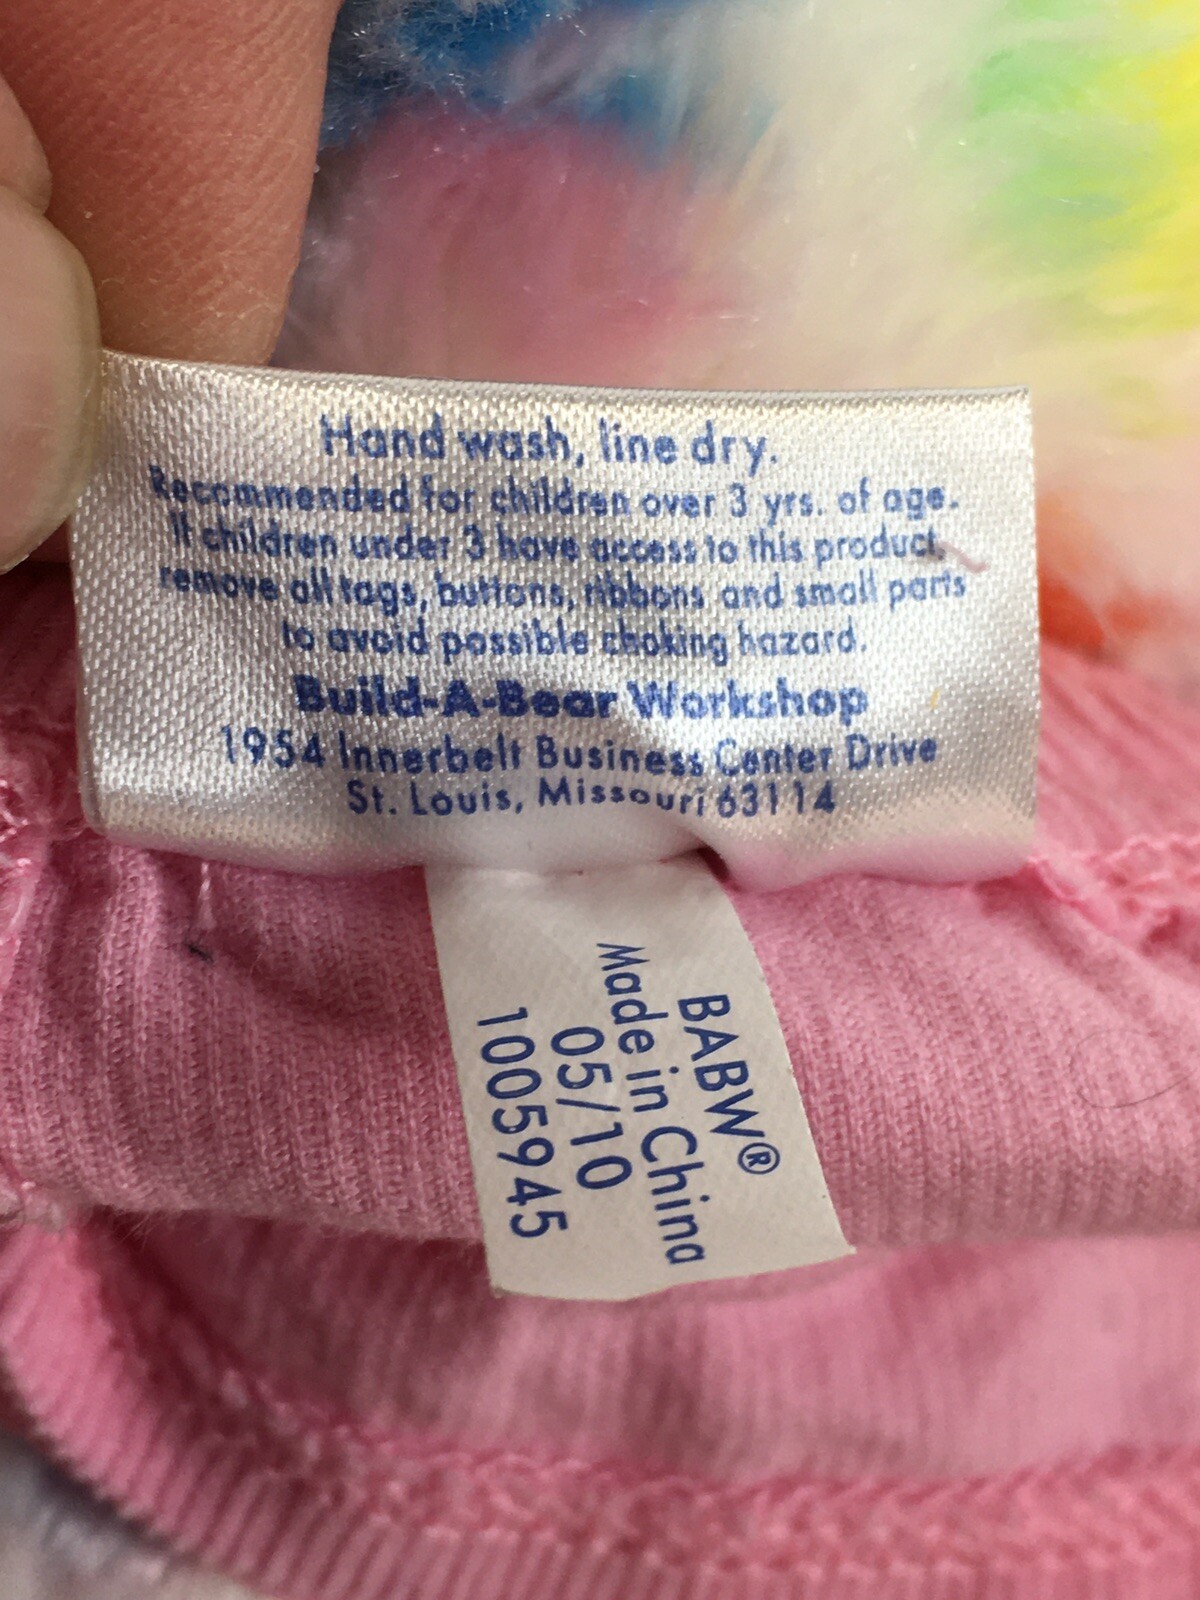 Hand wash, line dry.
Recommended for children over 3 yrs. of age.
If children under 3 have access to this product,
remove all tags, buttons, ribbons and small parts
to avoid possible choking hazard.
Build-A-Bear Workshop
1954 Innerbelt Business Center Drive
St. Louis, Missouri 63114
BABW®
Made in China
05/10
1005945